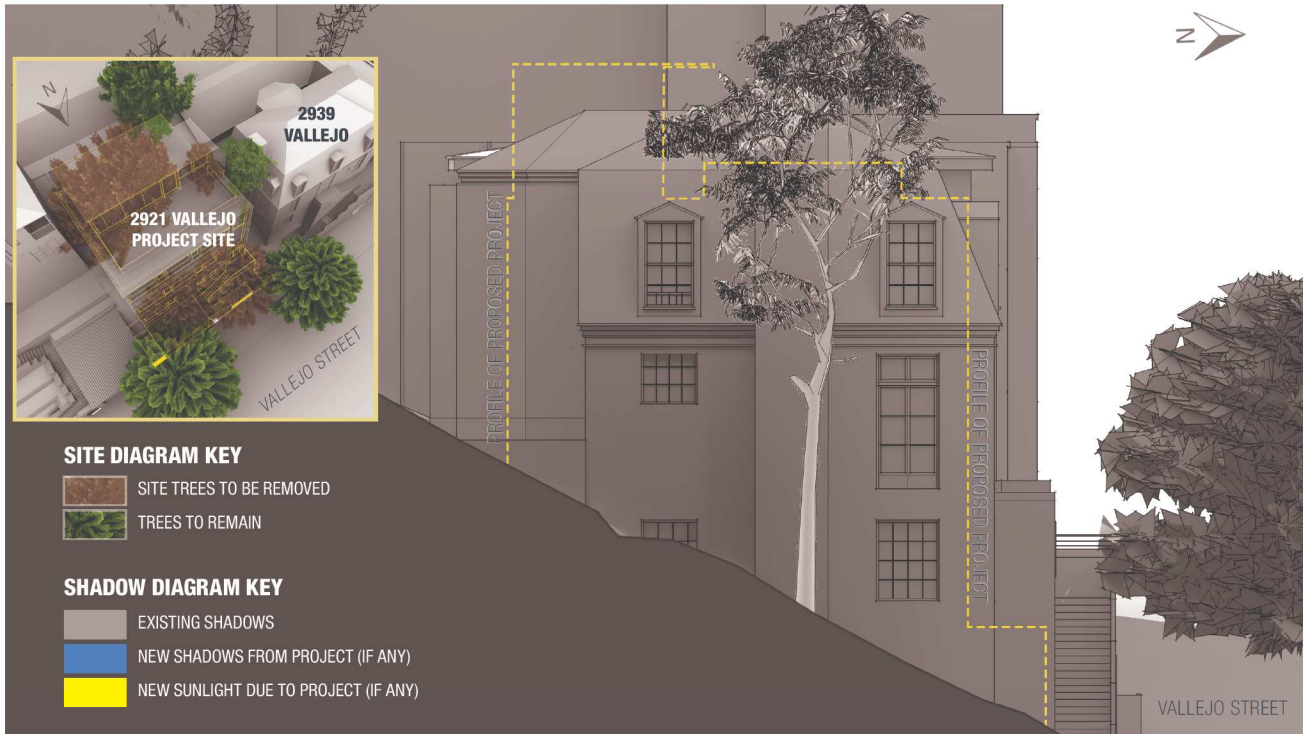 N
2939
VALLEJO
2921 VALLEJO
PROJECT SITE
VALLEJO STREET
SITE DIAGRAM KEY
SITE TREES TO BE REMOVED
TREES TO REMAIN
SHADOW DIAGRAM KEY
EXISTING SHADOWS
NEW SHADOWS FROM PROJECT (IF ANY)
NEW SUNLIGHT DUE TO PROJECT (IF ANY)
PROFILE OF PROPOSED PROJECT
PROFILE OF PROPOSED PROJECT
N
VALLEJO STREET